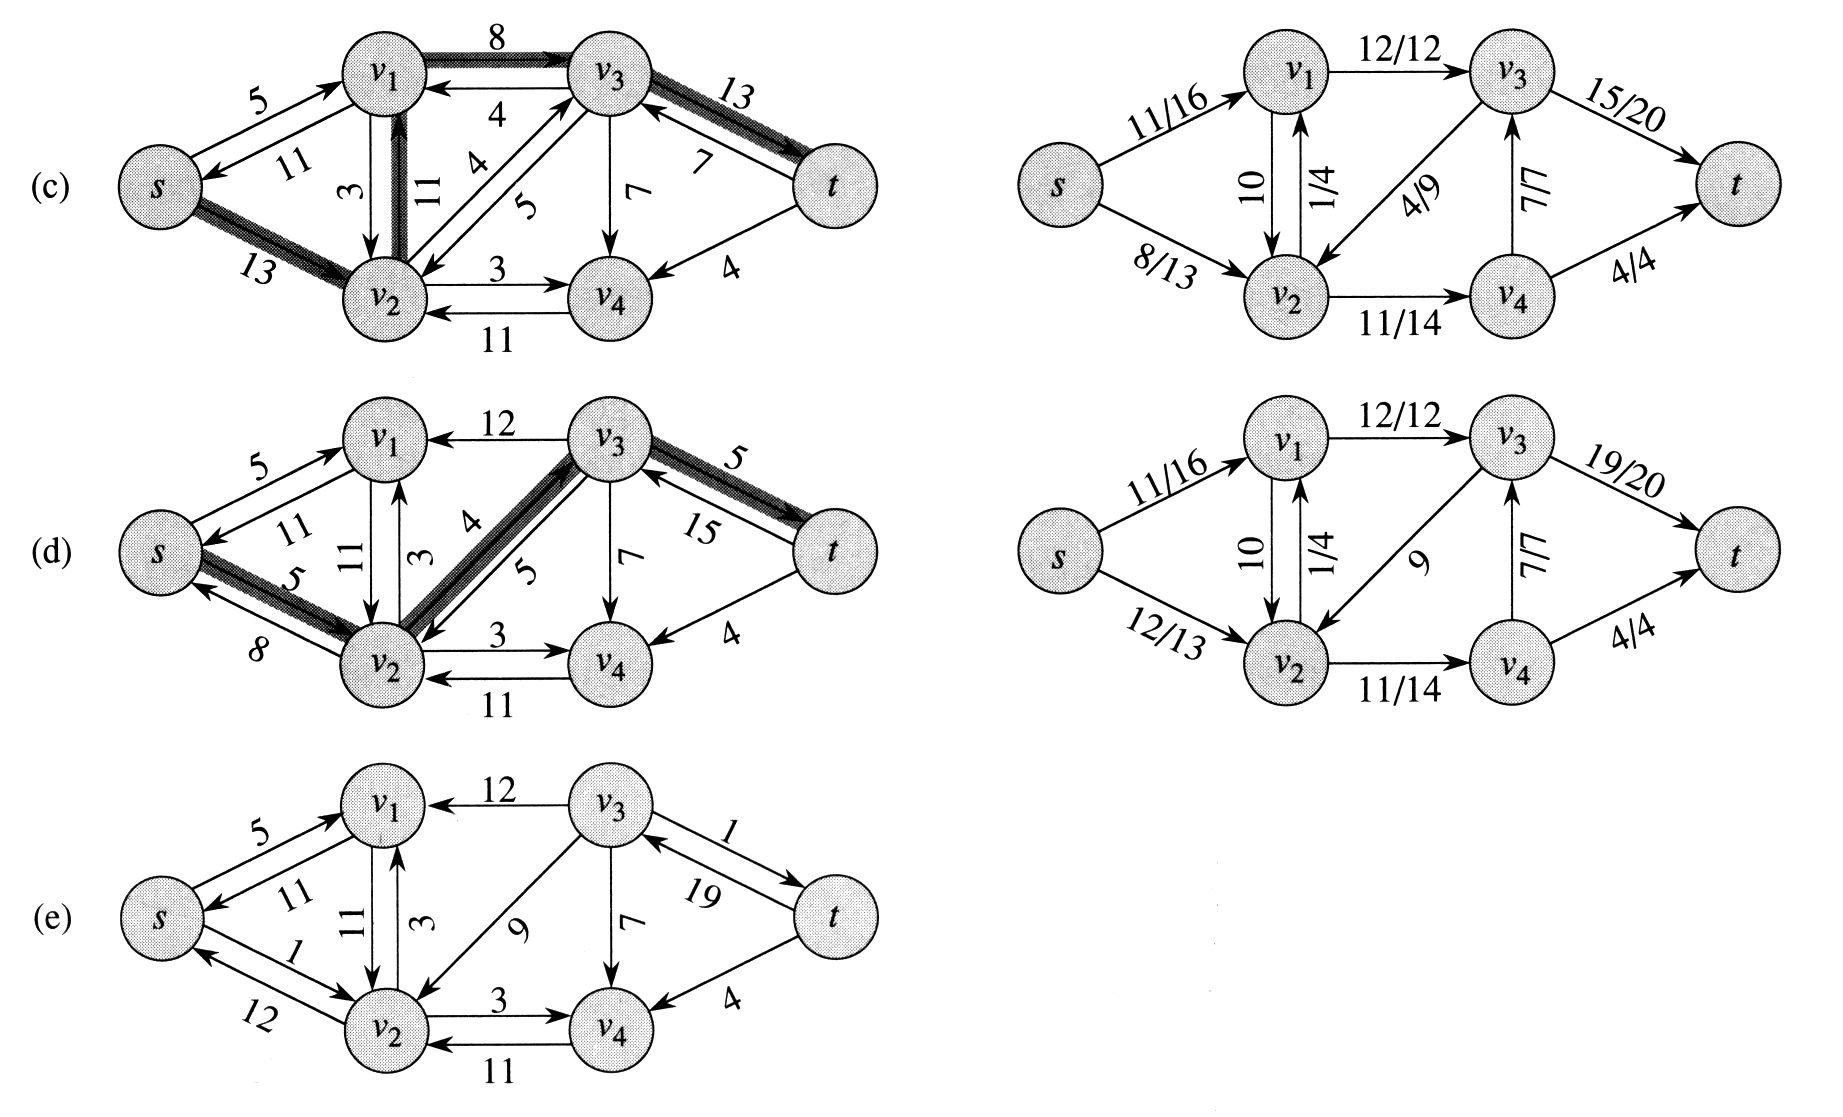 8
v1 v3
5 4 13
11 4 7
(c) s 3 11 5 7 t
13 3 4
v2 v4
11
12/12
v1 v3
11/16 15/20
s 10 1/4 4/9 7/7 t
8/13 4/4
v2 v4
11/14
12
v1 v3
5 5
11 4 15
(d) s 5 11 3 5 7 t
8 3 4
v2 v4
11
12/12
v1 v3
11/16 19/20
s 10 1/4 9 7/7 t
12/13 4/4
v2 v4
11/14
12
v1 v3
5 1
11 19
(e) s 11 3 9 7 t
1
12 3 4
v2 v4
11